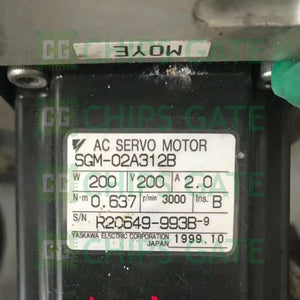 MOYE
CHIPS GATE
AC SERVO MOTOR
SGM-02A312B
W 200 V 200 A 2.0
N·m 0.637 r/min 3000 Ins. B
S/N R20649-993B-9
YASKAWA ELECTRIC CORPORATION 1999.10
JAPAN